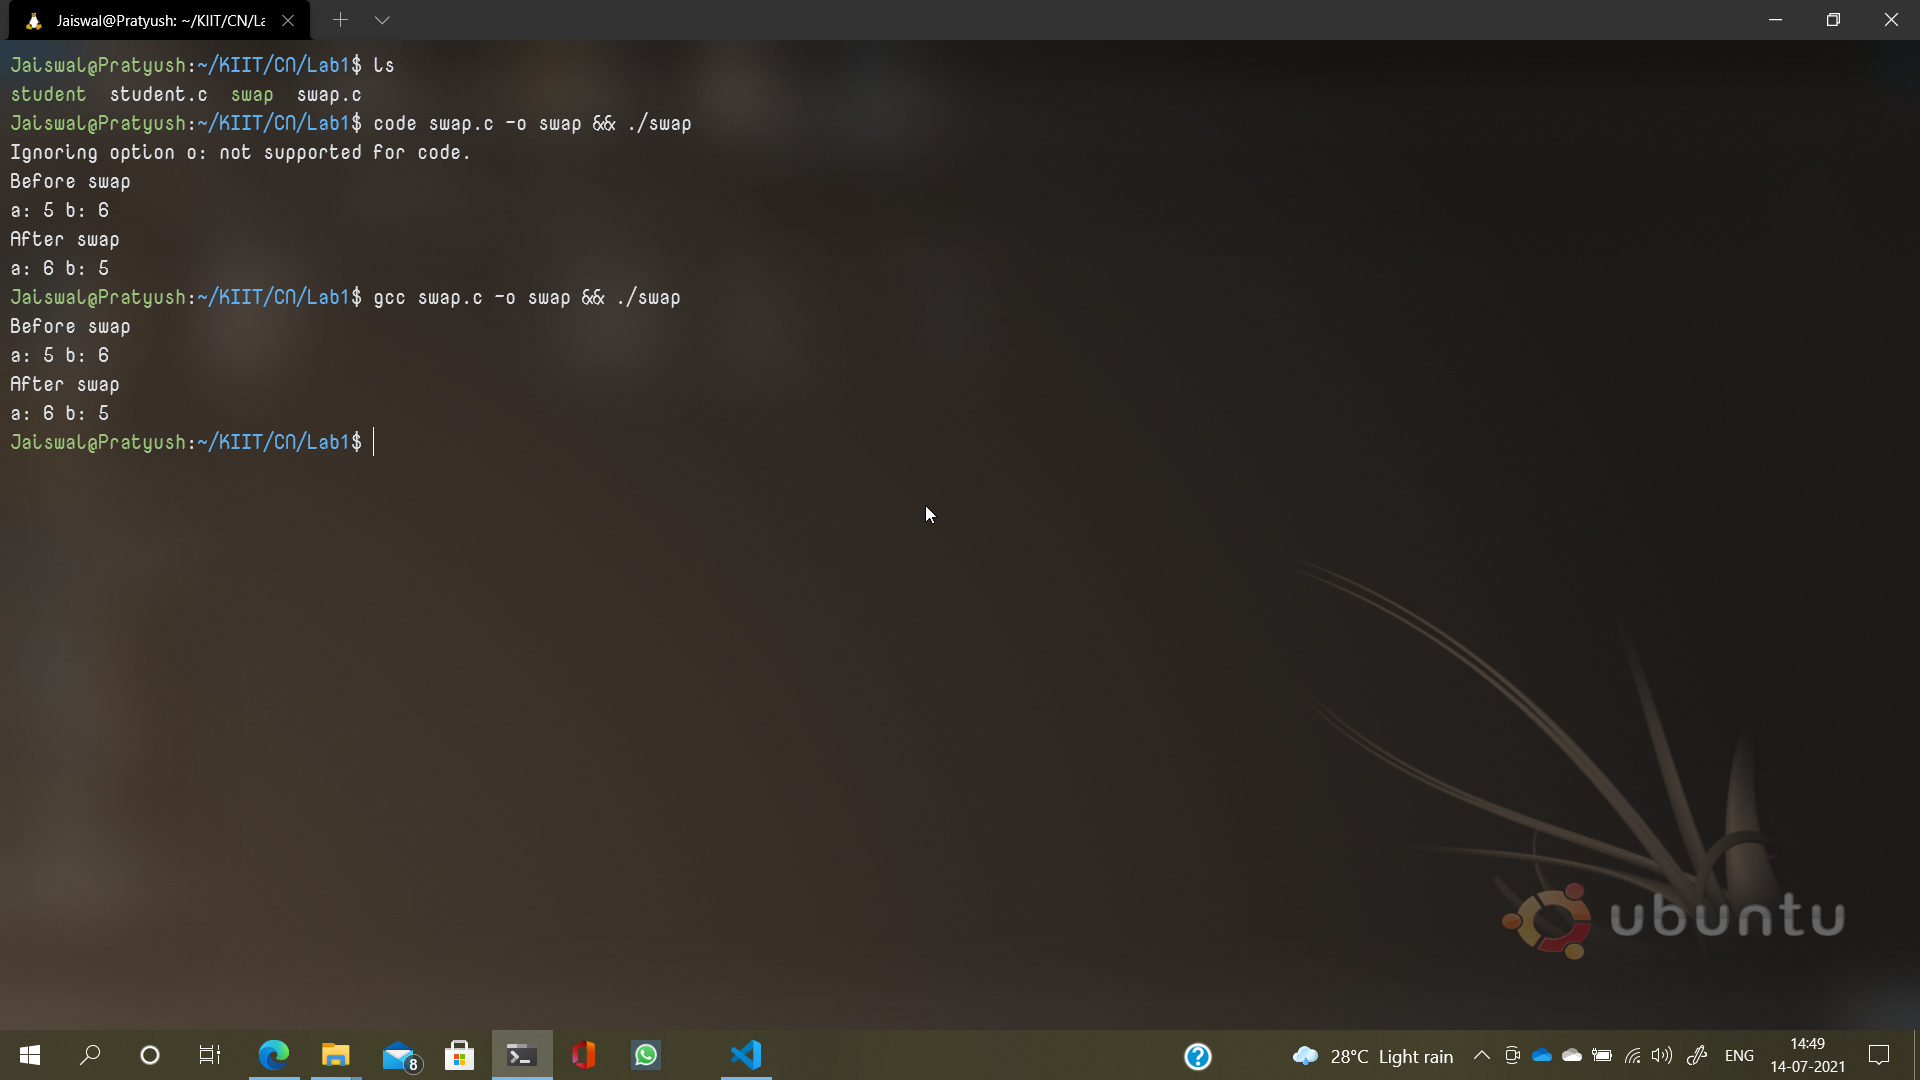 Jaiswal@Pratyush: ~/KIIT/CN/La
Jaiswal@Pratyush:~/KIIT/CN/Lab1$ ls
student  student.c  swap  swap.c
Jaiswal@Pratyush:~/KIIT/CN/Lab1$ code swap.c -o swap && ./swap
Ignoring option o: not supported for code.
Before swap
a: 5 b: 6
After swap
a: 6 b: 5
Jaiswal@Pratyush:~/KIIT/CN/Lab1$ gcc swap.c -o swap && ./swap
Before swap
a: 5 b: 6
After swap
a: 6 b: 5
Jaiswal@Pratyush:~/KIIT/CN/Lab1$
ubuntu
8
28°C Light rain
ENG
14:49
14-07-2021